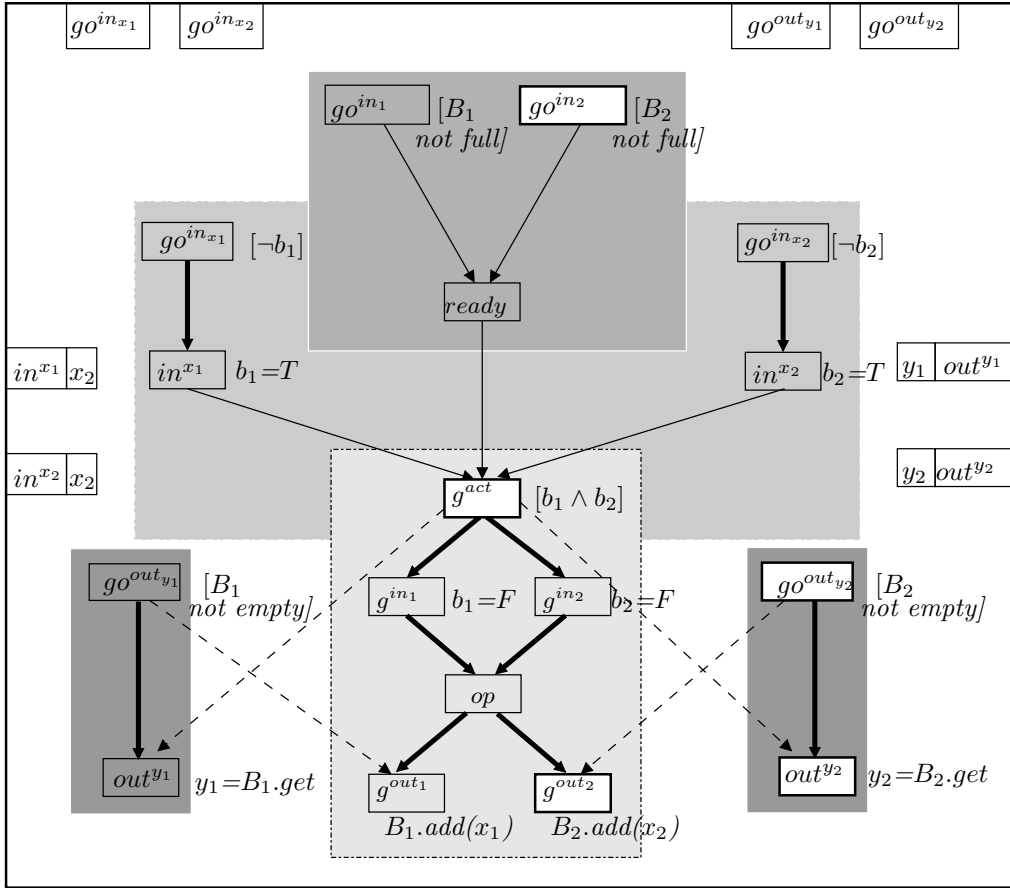 go^{in_{x_1}} go^{in_{x_2}} go^{out_{y_1}} go^{out_{y_2}}
go^{in_1} [B_1 go^{in_2} [B_2
not full] not full]
go^{in_{x_1}} [¬b_1] go^{in_{x_2}} [¬b_2]
ready
in^{x_1} x_2 in^{x_1} b_1=T in^{x_2} b_2=T y_1 out^{y_1}
in^{x_2} x_2 g^{act} [b_1 ∧ b_2] y_2 out^{y_2}
go^{out_{y_1}} [B_1 g^{in_1} b_1=F g^{in_2} b_2=F go^{out_{y_2}} [B_2
not empty] not empty]
op
out^{y_1} y_1=B_1.get g^{out_1} g^{out_2} out^{y_2} y_2=B_2.get
B_1.add(x_1) B_2.add(x_2)